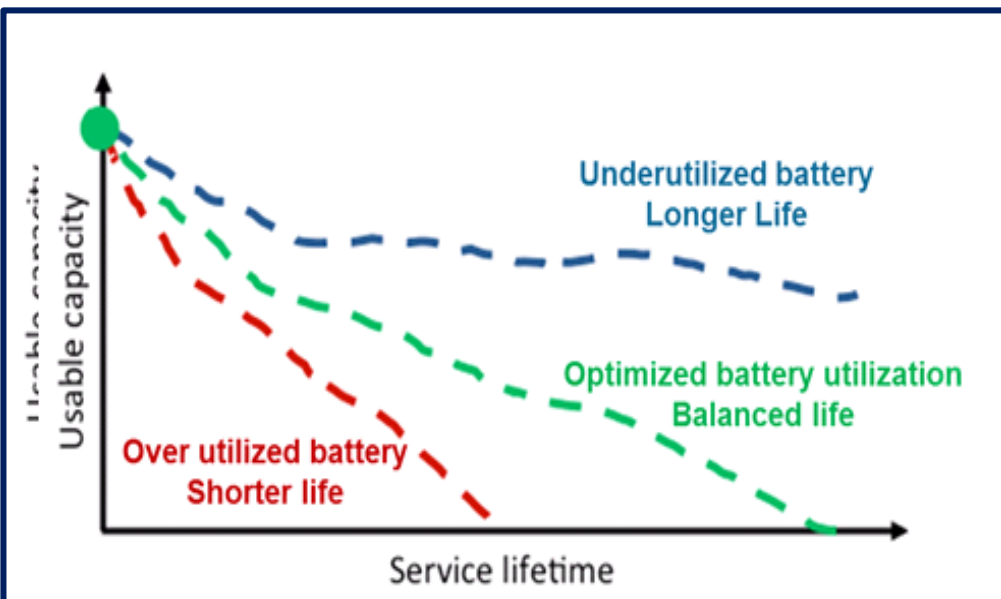 Underutilized battery
Longer Life
Usable capacity
Optimized battery utilization
Balanced life
Over utilized battery
Shorter life
Service lifetime